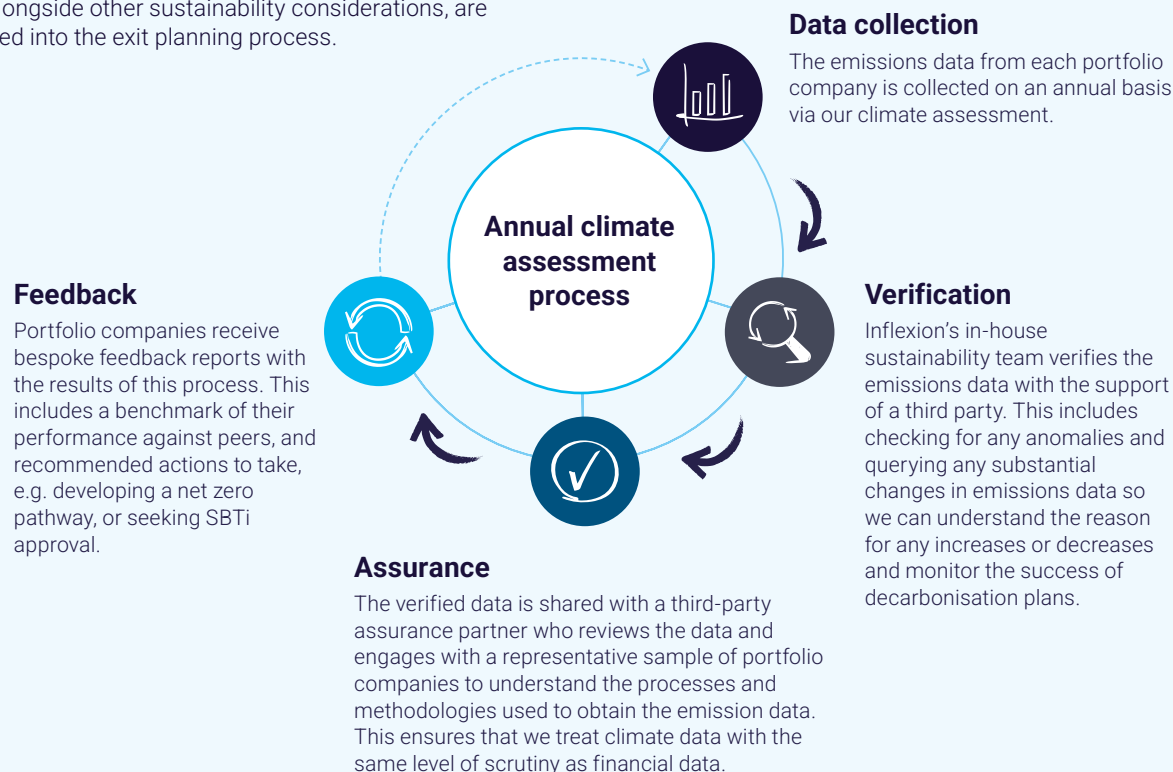 ongside other sustainability considerations, are
ed into the exit planning process.
Data collection
The emissions data from each portfolio
company is collected on an annual basis
via our climate assessment.
Annual climate
assessment
process
Verification
Inflexion’s in-house
sustainability team verifies the
emissions data with the support
of a third party. This includes
checking for any anomalies and
querying any substantial
changes in emissions data so
we can understand the reason
for any increases or decreases
and monitor the success of
decarbonisation plans.
Assurance
The verified data is shared with a third-party
assurance partner who reviews the data and
engages with a representative sample of portfolio
companies to understand the processes and
methodologies used to obtain the emission data.
This ensures that we treat climate data with the
same level of scrutiny as financial data.
Feedback
Portfolio companies receive
bespoke feedback reports with
the results of this process. This
includes a benchmark of their
performance against peers, and
recommended actions to take,
e.g. developing a net zero
pathway, or seeking SBTi
approval.